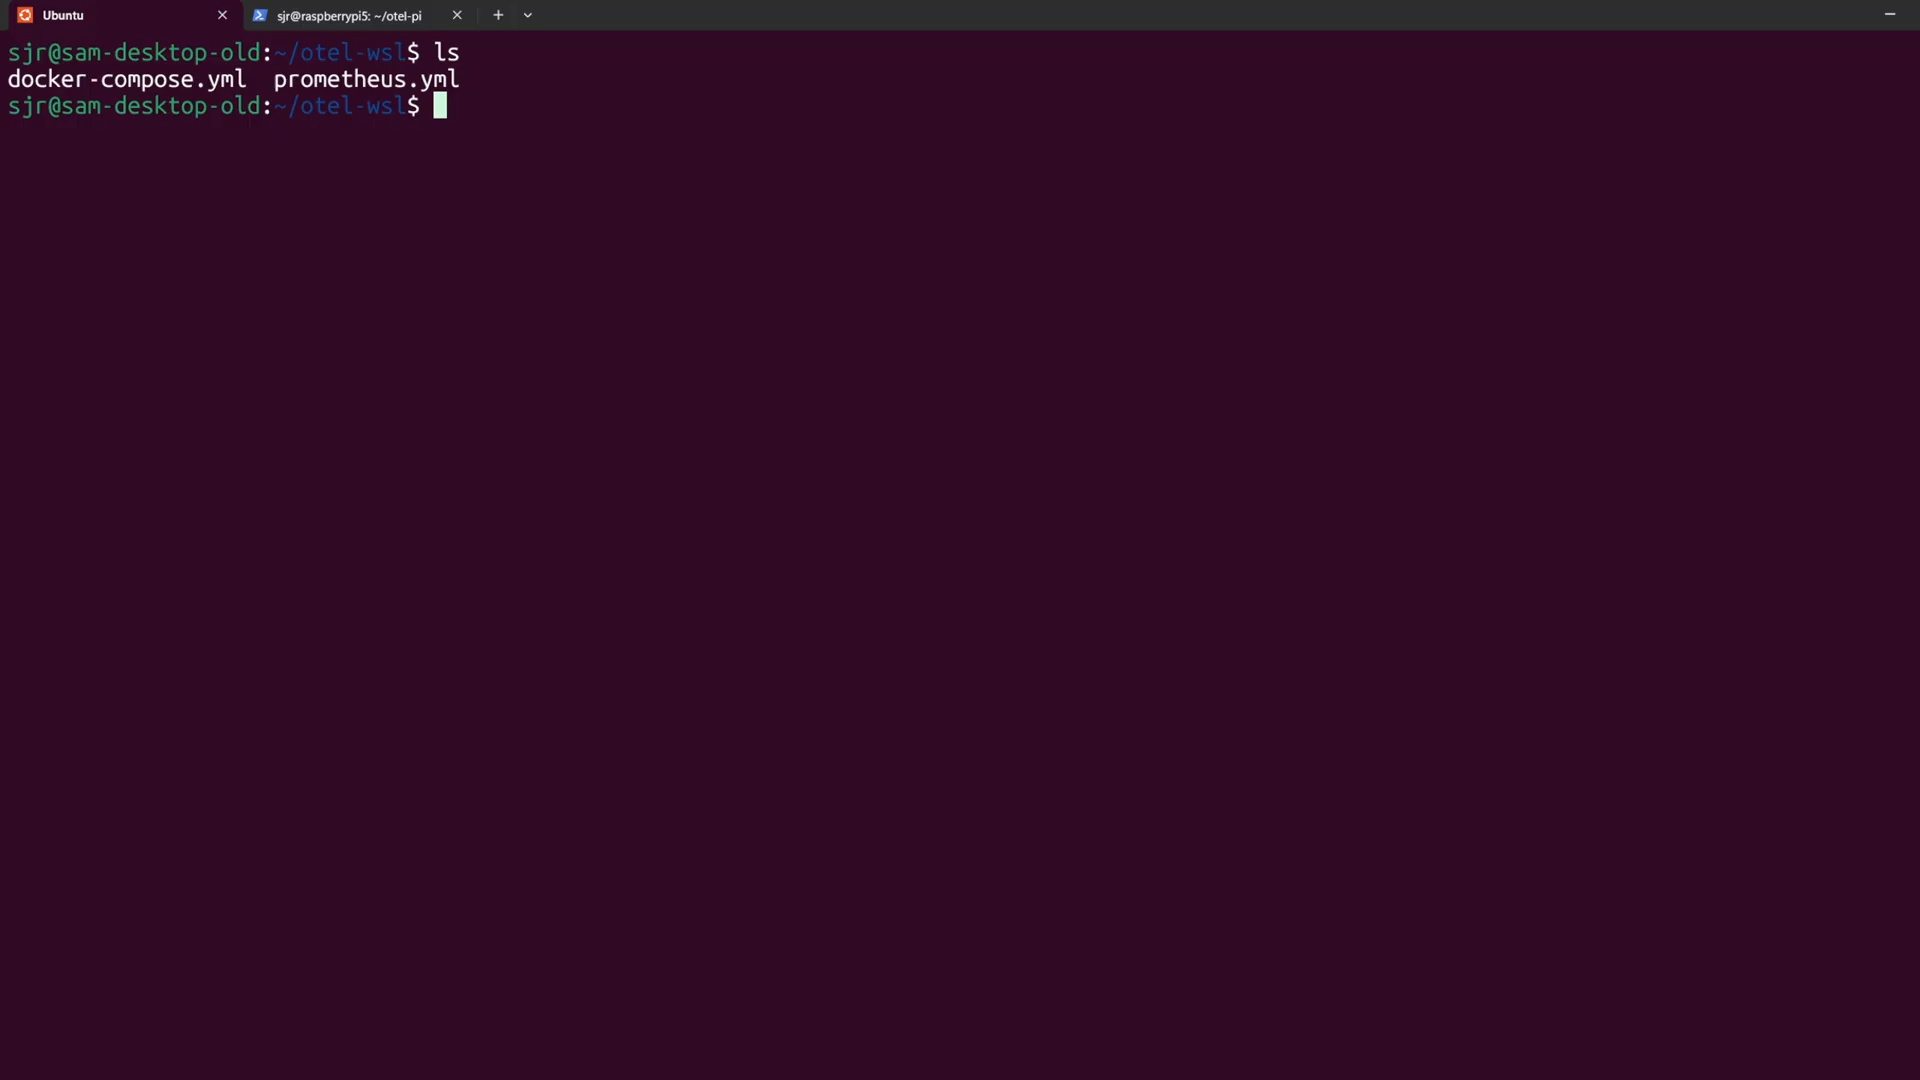 Ubuntu
sjr@raspberrypi5: ~/otel-pi
sjr@sam-desktop-old:~/otel-wsl$ ls
docker-compose.yml  prometheus.yml
sjr@sam-desktop-old:~/otel-wsl$